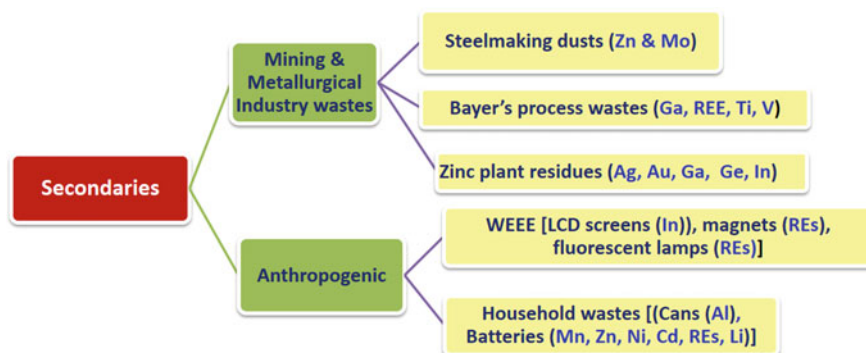 Secondaries
Mining &
Metallurgical
Industry wastes
Steelmaking dusts (Zn & Mo)
Bayer's process wastes (Ga, REE, Ti, V)
Zinc plant residues (Ag, Au, Ga, Ge, In)
Anthropogenic
WEEE [LCD screens (In)), magnets (REs),
fluorescent lamps (REs)]
Household wastes [(Cans (Al),
Batteries (Mn, Zn, Ni, Cd, REs, Li)]